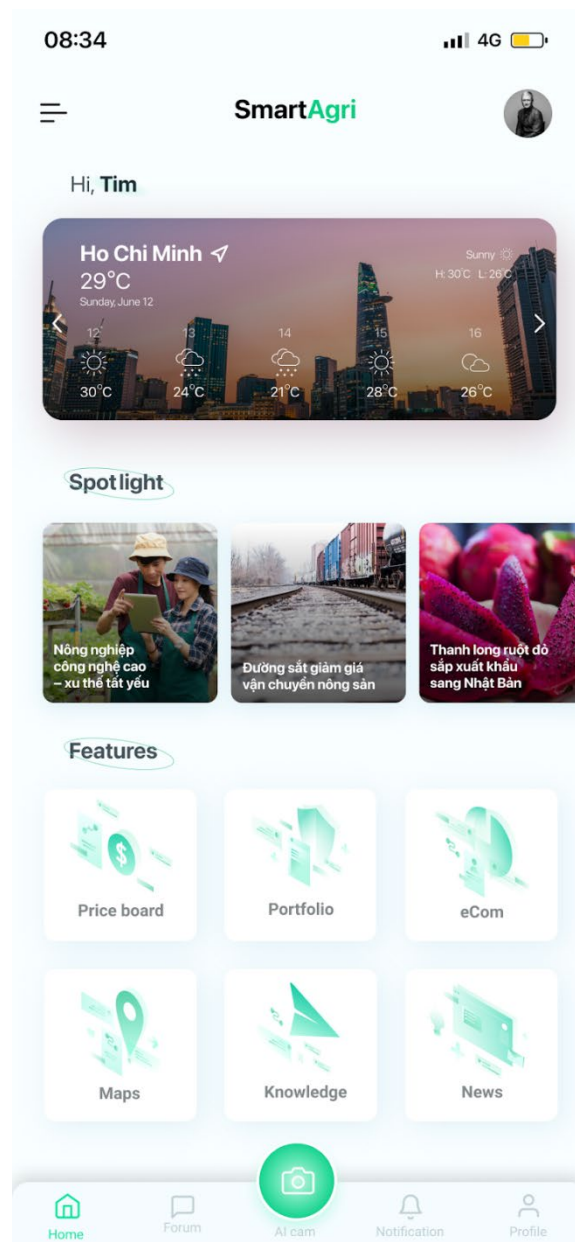 08:34
4G
SmartAgri
Hi, Tim
Ho Chi Minh
29°C
Sunday, June 12
Sunny
H: 30°C L: 26°C
12 13 14 15 16
30°C 24°C 21°C 28°C 26°C
Spotlight
Nông nghiệp
công nghệ cao
– xu thế tất yếu
Đường sắt giảm giá
vận chuyển nông sản
Thanh long ruột đỏ
sắp xuất khẩu
sang Nhật Bản
Features
Price board
Portfolio
eCom
Maps
Knowledge
News
Home
Forum
AI cam
Notification
Profile